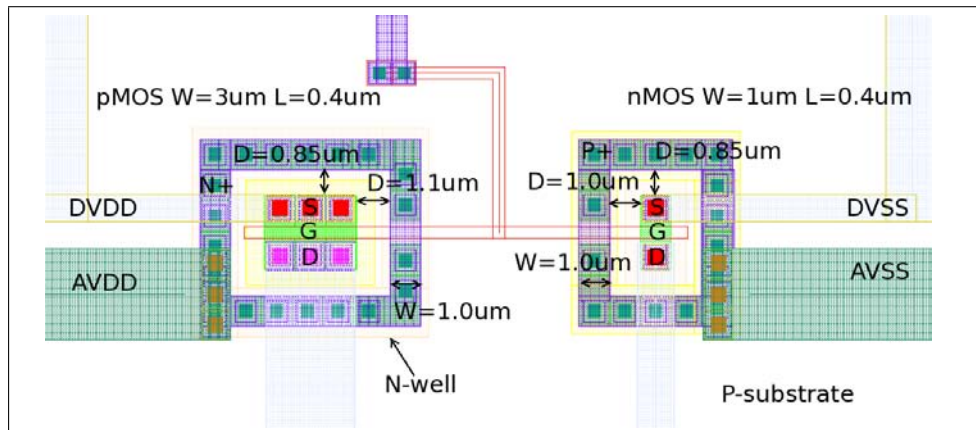 pMOS W=3um L=0.4um
nMOS W=1um L=0.4um
D=0.85um
P+
D=0.85um
N+
D=1.1um
D=1.0um
DVDD
S
S
DVSS
G
G
D
D
AVDD
W=1.0um
AVSS
W=1.0um
N-well
P-substrate